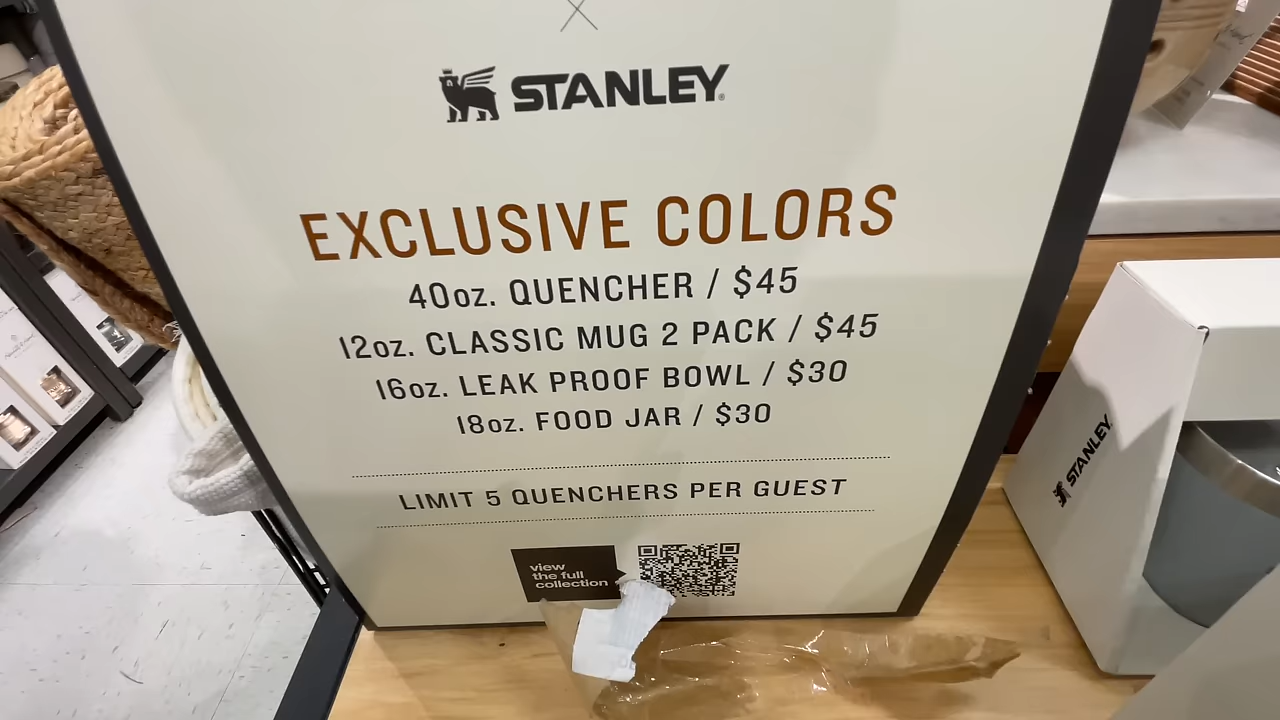 STANLEY®
EXCLUSIVE COLORS
40oz. QUENCHER / $45
12oz. CLASSIC MUG 2 PACK / $45
16oz. LEAK PROOF BOWL / $30
18oz. FOOD JAR / $30
LIMIT 5 QUENCHERS PER GUEST
view
the full
collection
STANLEY